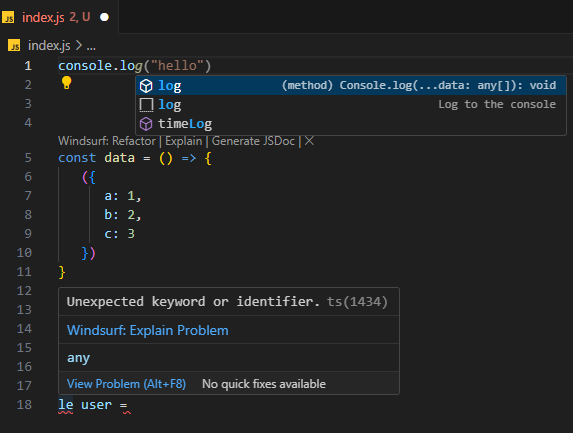 JS index.js 2, U
JS index.js > ...
1 console.log("hello")
2 log (method) Console.log(...data: any[]): void
3 log Log to the console
4 timeLog
Windsurf: Refactor | Explain | Generate JSDoc | X
5 const data = () => {
6 ({
7 a: 1,
8 b: 2,
9 c: 3
10 })
11 }
12
13 Unexpected keyword or identifier. ts(1434)
14 Windsurf: Explain Problem
15 any
16
17 View Problem (Alt+F8) No quick fixes available
18 le user =